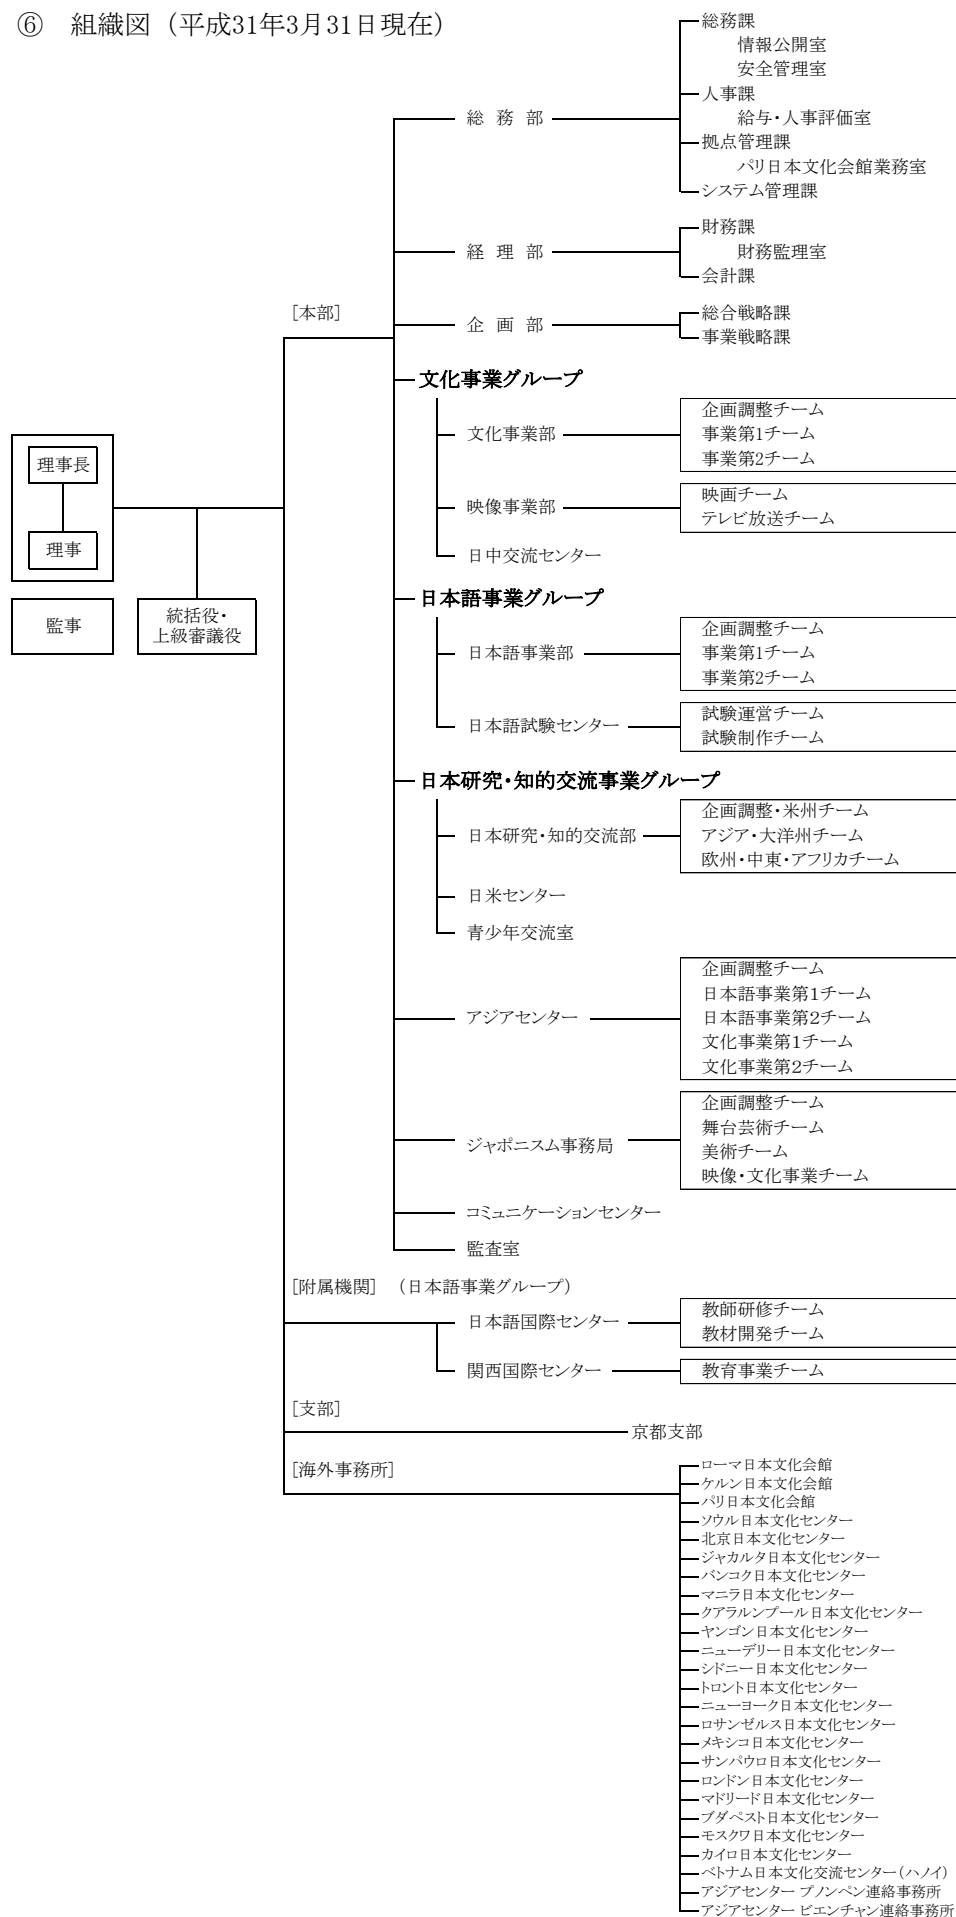 ⑥ 組織図（平成31年3月31日現在）
総務課
情報公開室
安全管理室
人事課
給与・人事評価室
総 務 部
拠点管理課
パリ日本文化会館業務室
システム管理課
財務課
経 理 部
財務監理室
会計課
[本部]
総合戦略課
企 画 部
事業戦略課
文化事業グループ
企画調整チーム
文化事業部
事業第1チーム
事業第2チーム
理事長
映画チーム
映像事業部
テレビ放送チーム
理事
日中交流センター
日本語事業グループ
監事
統括役・
上級審議役
企画調整チーム
日本語事業部
事業第1チーム
事業第2チーム
試験運営チーム
日本語試験センター
試験制作チーム
日本研究・知的交流事業グループ
企画調整・米州チーム
日本研究・知的交流部
アジア・大洋州チーム
欧州・中東・アフリカチーム
日米センター
青少年交流室
企画調整チーム
日本語事業第1チーム
アジアセンター
日本語事業第2チーム
文化事業第1チーム
文化事業第2チーム
企画調整チーム
舞台芸術チーム
ジャポニスム事務局
美術チーム
映像・文化事業チーム
コミュニケーションセンター
監査室
[附属機関] （日本語事業グループ）
教師研修チーム
日本語国際センター
教材開発チーム
関西国際センター
教育事業チーム
[支部]
京都支部
[海外事務所]
ローマ日本文化会館
ケルン日本文化会館
パリ日本文化会館
ソウル日本文化センター
北京日本文化センター
ジャカルタ日本文化センター
バンコク日本文化センター
マニラ日本文化センター
クアラルンプール日本文化センター
ヤンゴン日本文化センター
ニューデリー日本文化センター
シドニー日本文化センター
トロント日本文化センター
ニューヨーク日本文化センター
ロサンゼルス日本文化センター
メキシコ日本文化センター
サンパウロ日本文化センター
ロンドン日本文化センター
マドリード日本文化センター
ブダペスト日本文化センター
モスクワ日本文化センター
カイロ日本文化センター
ベトナム日本文化交流センター（ハノイ）
アジアセンター プノンペン連絡事務所
アジアセンター ビエンチャン連絡事務所